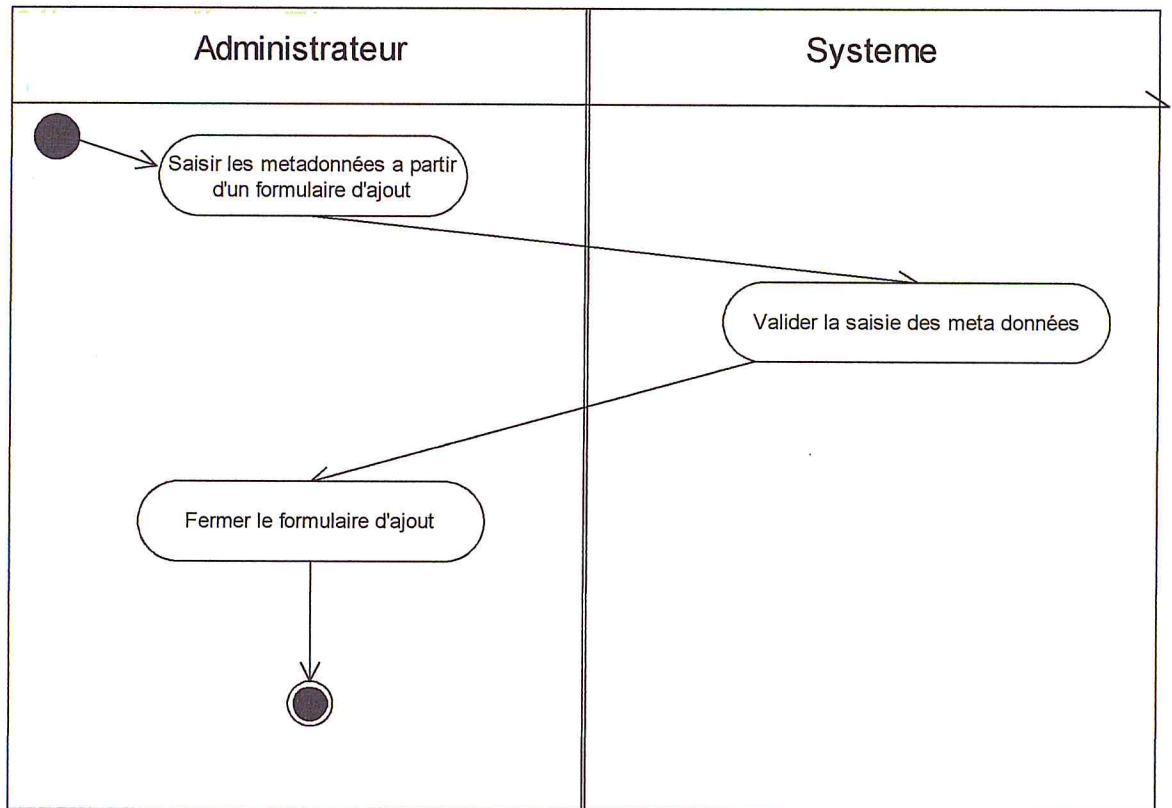 Administrateur
Systeme
Saisir les metadonnées a partir
d'un formulaire d'ajout
Valider la saisie des meta données
Fermer le formulaire d'ajout